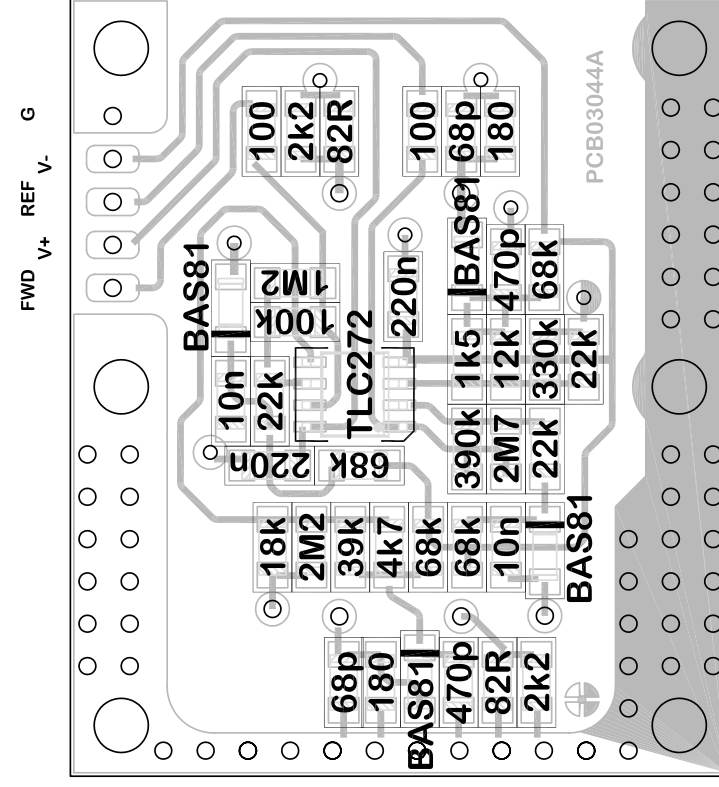 G
V-
REF
V+
FWD
PCB03044A
100
2k2
82R
100
68p
180
BAS81
470p
68k
BAS81
1M2
100k
220n
TLC272
1k5
12k
330k
22k
10n
22k
390k
2M7
22k
220n
68k
18k
2M2
39k
4k7
68k
68k
10n
BAS81
68p
180
BAS81
470p
82R
2k2